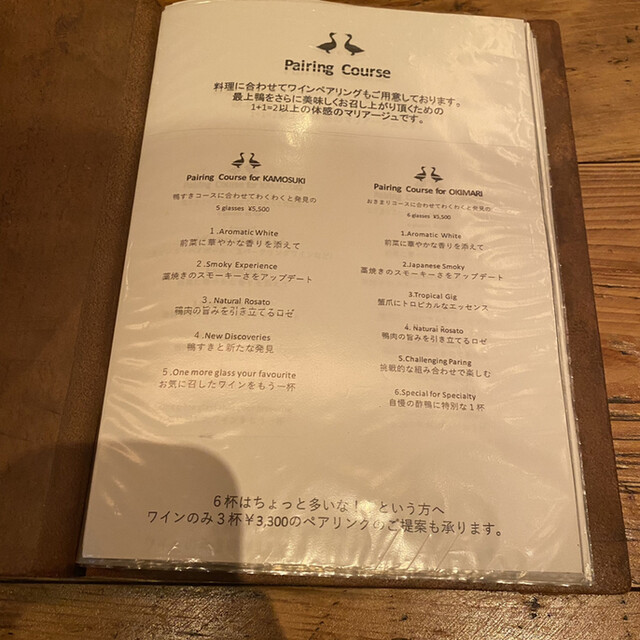 Pairing Course
料理に合わせてワインペアリングもご用意しております。
最上鴨をさらに美味しくお召し上がり頂くための
1+1=2以上の体感のマリアージュです。
Pairing Course for KAMOSUKI
鴨すきコースに合わせてわくわくと発見の
5 glasses ¥5,500
1.Aromatic White
前菜に華やかな香りを添えて
2.Smoky Experience
藁焼きのスモーキーさをアップデート
3. Natural Rosato
鴨肉の旨みを引き立てるロゼ
4.New Discoveries
鴨すきと新たな発見
5.One more glass your favourite
お気に召したワインをもう一杯
Pairing Course for OKIMARI
おきまりコースに合わせてわくわくと発見の
6 glasses ¥5,500
1.Aromatic White
前菜に華やかな香りを添えて
2.Japanese Smoky
藁焼きのスモーキーさをアップデート
3.Tropical Gig
蟹爪にトロピカルなエッセンス
4. Natural Rosato
鴨肉の旨みを引き立てるロゼ
5.Challenging Paring
挑戦的な組み合わせで楽しむ
6.Special for Specialty
自慢の酢鴨に特別な1杯
6杯はちょっと多いな! という方へ
ワインのみ3杯¥3,300のペアリングのご提案も承ります。